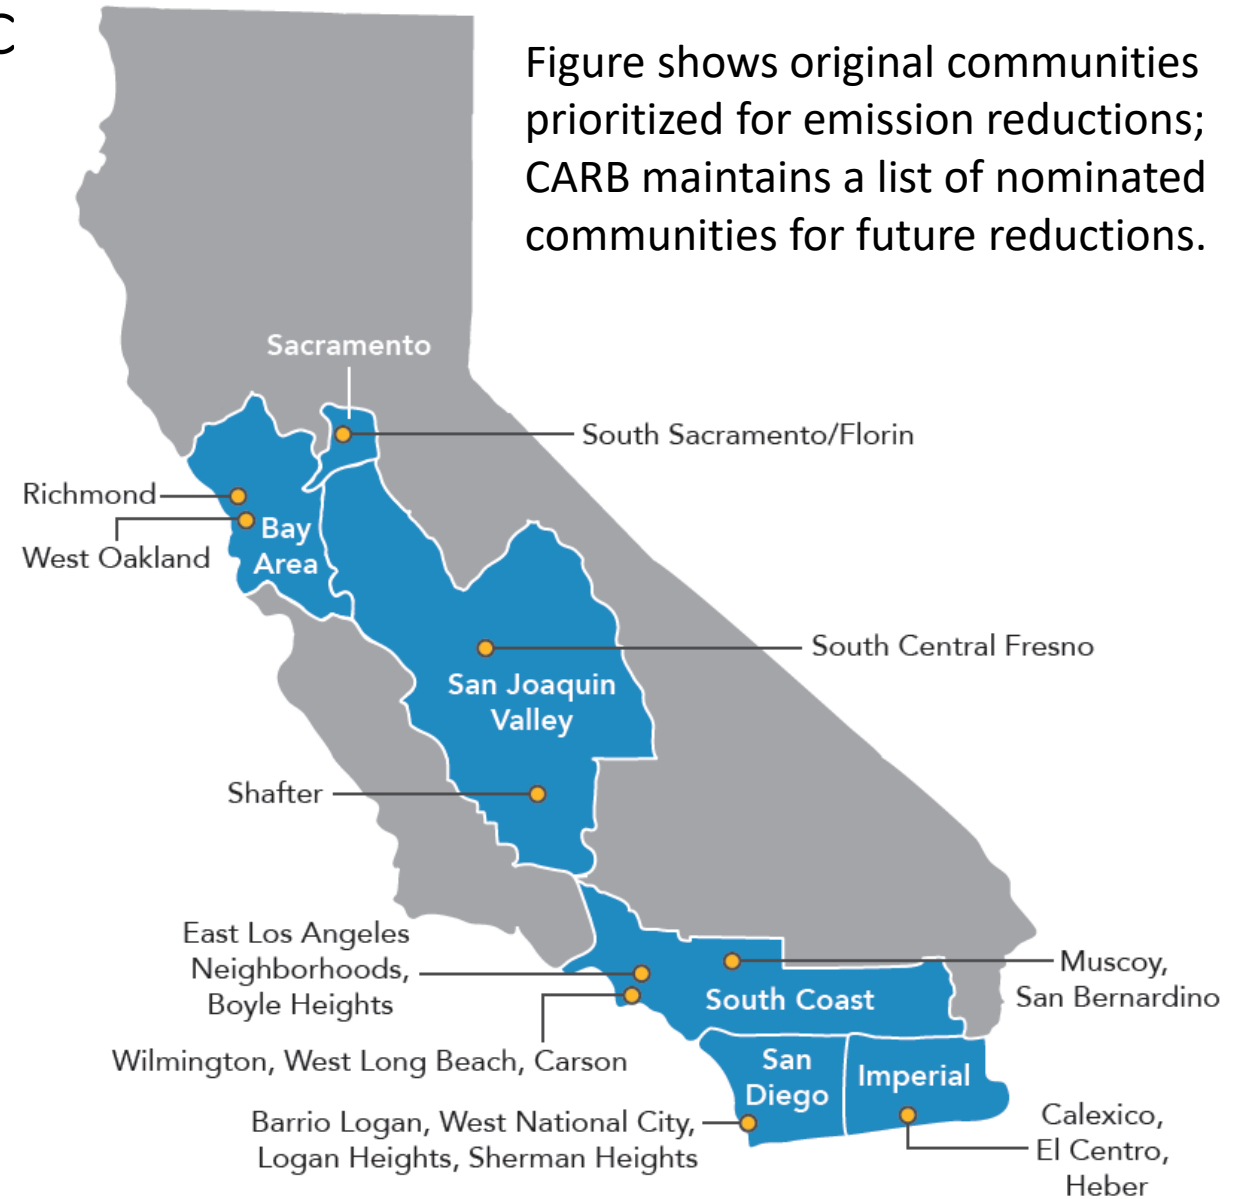 C
Figure shows original communities
prioritized for emission reductions;
CARB maintains a list of nominated
communities for future reductions.
Sacramento
South Sacramento/Florin
Richmond
West Oakland
Bay
Area
South Central Fresno
San Joaquin
Valley
Shafter
East Los Angeles
Neighborhoods,
Boyle Heights
Muscoy,
San Bernardino
South Coast
Wilmington, West Long Beach, Carson
San
Diego
Imperial
Barrio Logan, West National City,
Logan Heights, Sherman Heights
Calexico,
El Centro,
Heber